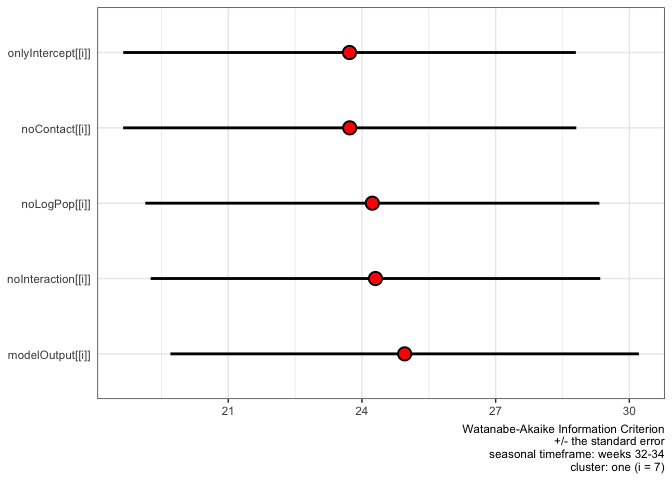 onlyIntercept[[i]]
noContact[[i]]
noLogPop[[i]]
noInteraction[[i]]
modelOutput[[i]]
21 24 27 30
Watanabe-Akaike Information Criterion
+/- the standard error
seasonal timeframe: weeks 32-34
cluster: one (i = 7)